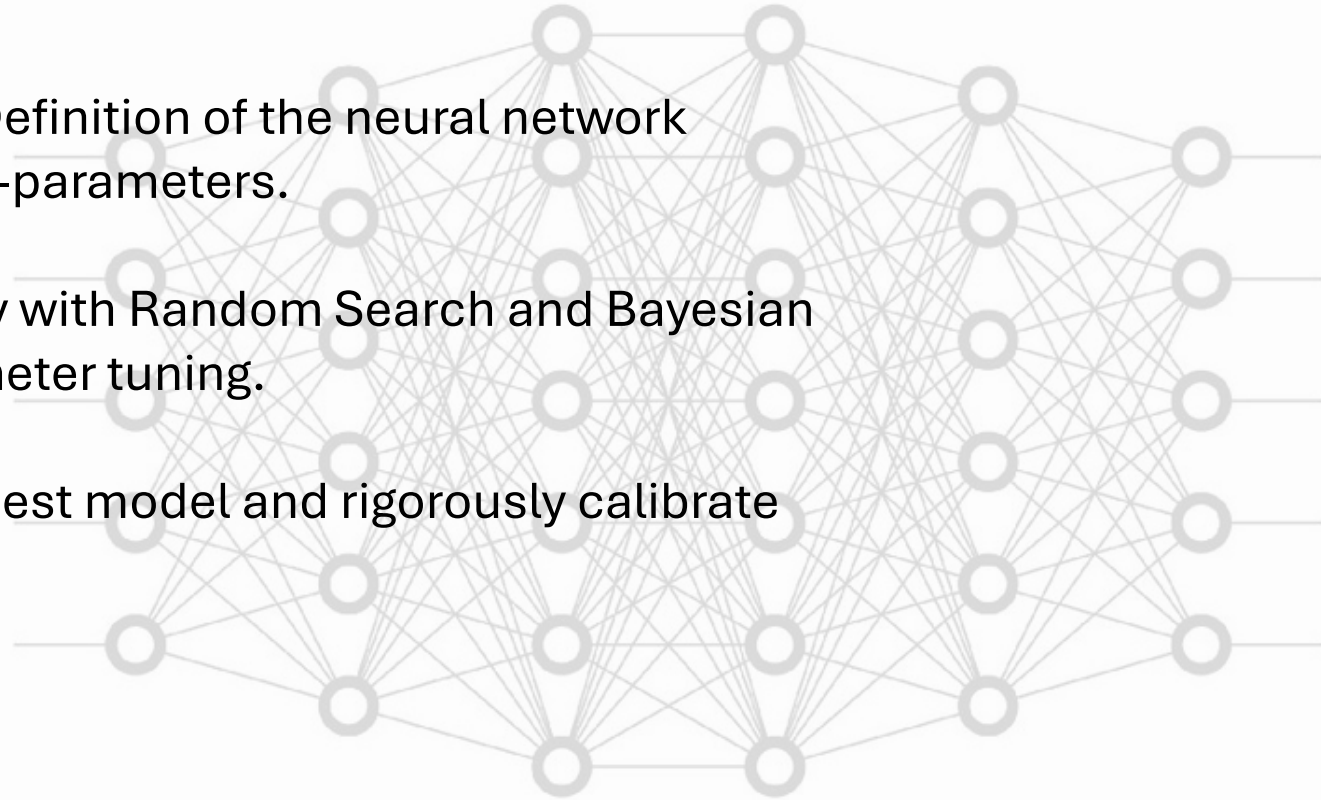 efinition of the neural network
-parameters.
with Random Search and Bayesian
eter tuning.
est model and rigorously calibrate